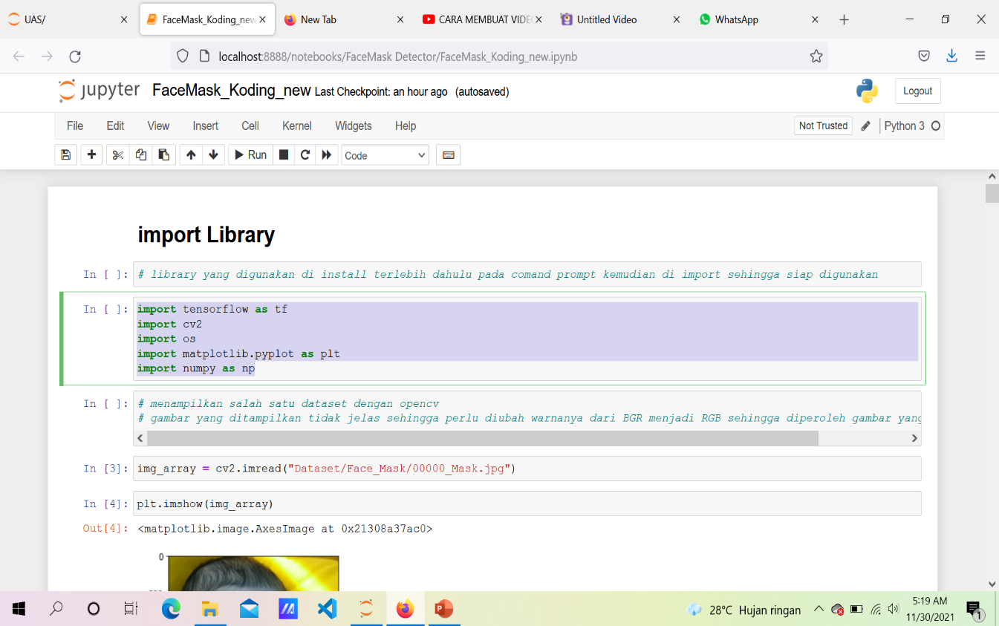 UAS/
FaceMask_Koding_new
New Tab
CARA MEMBUAT VIDE
Untitled Video
WhatsApp
localhost:8888/notebooks/FaceMask Detector/FaceMask_Koding_new.ipynb
jupyter FaceMask_Koding_new Last Checkpoint: an hour ago (autosaved)
Logout
File Edit View Insert Cell Kernel Widgets Help
Not Trusted
Python 3
Run
Code
import Library
In [ ]: # library yang digunakan di install terlebih dahulu pada comand prompt kemudian di import sehingga siap digunakan
In [ ]: import tensorflow as tf
import cv2
import os
import matplotlib.pyplot as plt
import numpy as np
In [ ]: # menampilkan salah satu dataset dengan opencv
# gambar yang ditampilkan tidak jelas sehingga perlu diubah warnanya dari BGR menjadi RGB sehingga diperoleh gambar yang
In [3]: img_array = cv2.imread("Dataset/Face_Mask/00000_Mask.jpg")
In [4]: plt.imshow(img_array)
Out[4]: <matplotlib.image.AxesImage at 0x21308a37ac0>
0
28°C Hujan ringan
5:19 AM
11/30/2021
1